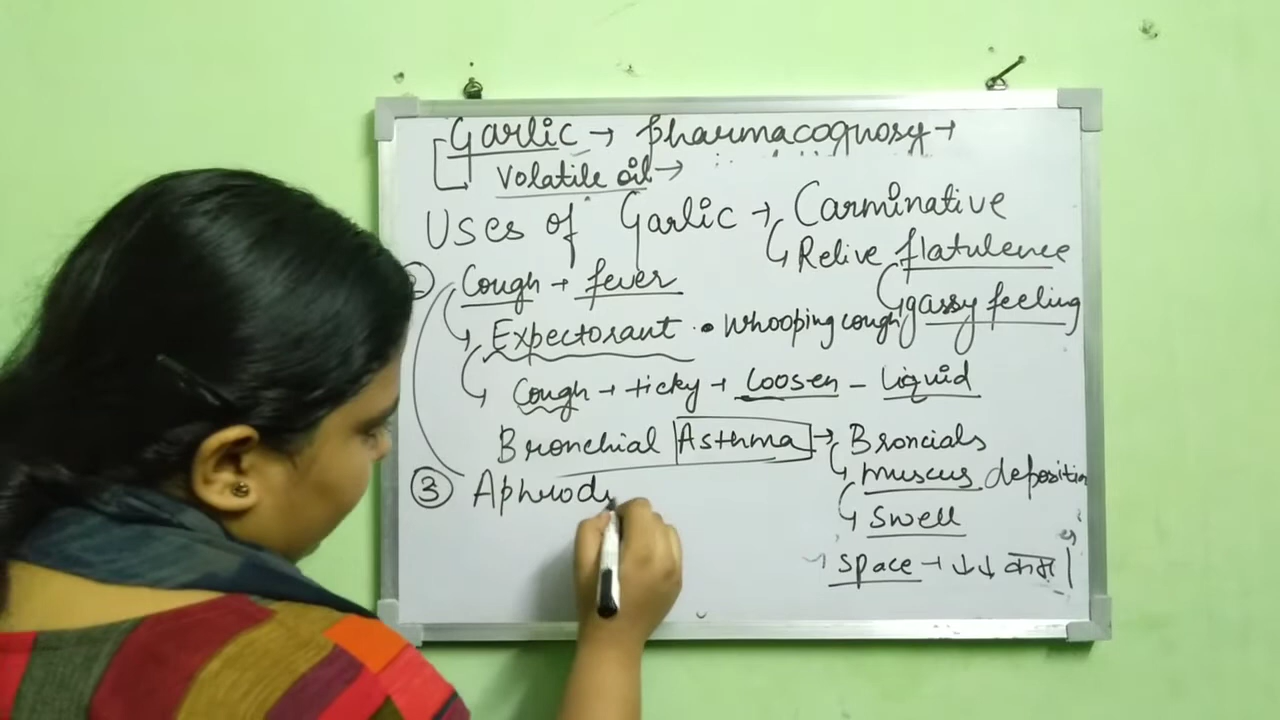 Garlic → pharmacognosy →
Volatile oil →
Uses of Garlic → Carminative
Relive flatulence
gassy feeling
Cough → fever
Expectorant • Whooping cough
Cough → ticky → Loosen - Liquid
Bronchial Asthma → Broncials
muscus deposition
Swell
Space → ↓↓
③ Aphrodi